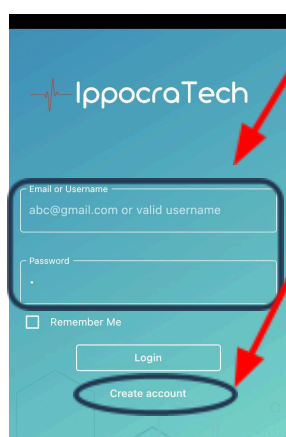 IppocraTech
Email or Username
abc@gmail.com or valid username
Password
Remember Me
Login
Create account